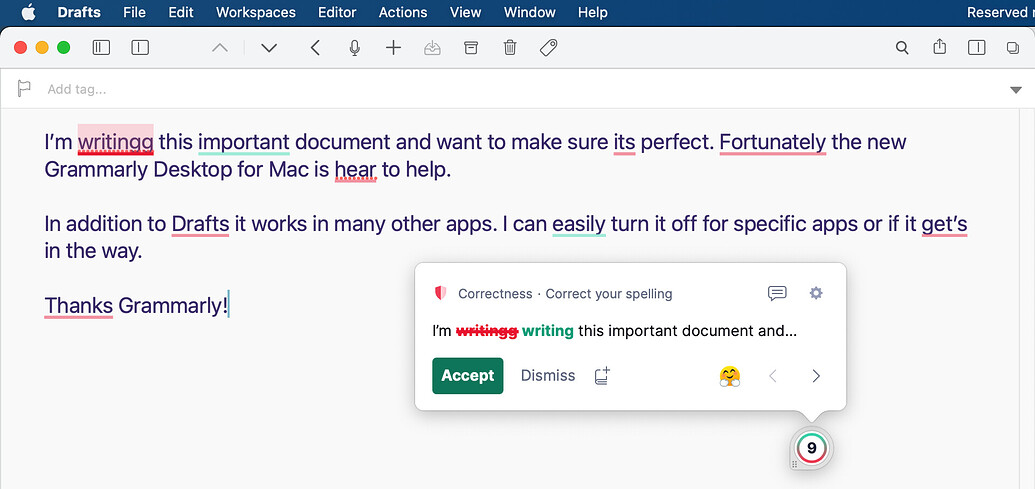 Drafts File Edit Workspaces Editor Actions View Window Help Reserved
Add tag...
I'm writingg this important document and want to make sure its perfect. Fortunately the new
Grammarly Desktop for Mac is hear to help.
In addition to Drafts it works in many other apps. I can easily turn it off for specific apps or if it get's
in the way.
Thanks Grammarly!
Correctness · Correct your spelling
I'm writingg writing this important document and...
Accept Dismiss
9